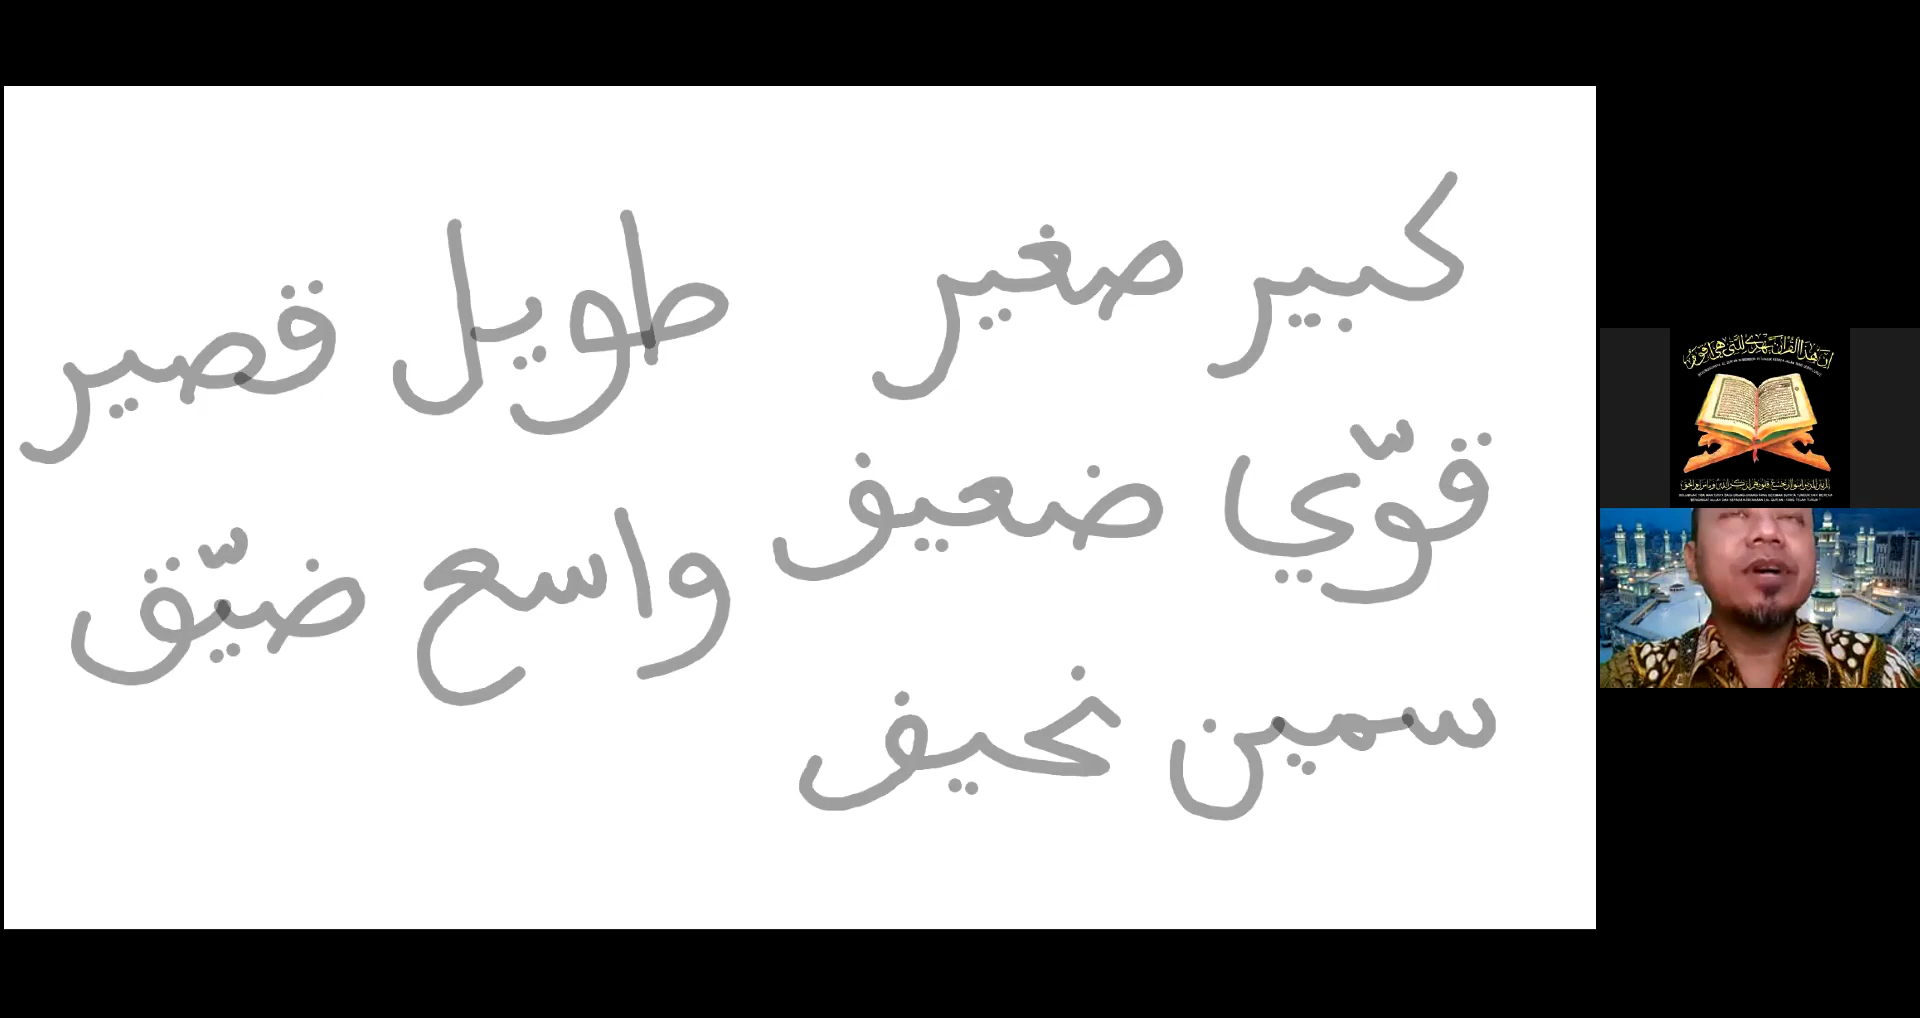 كبير صغير طويل قصير
قوّي ضعيف واسع ضيّق
سمين نحيف